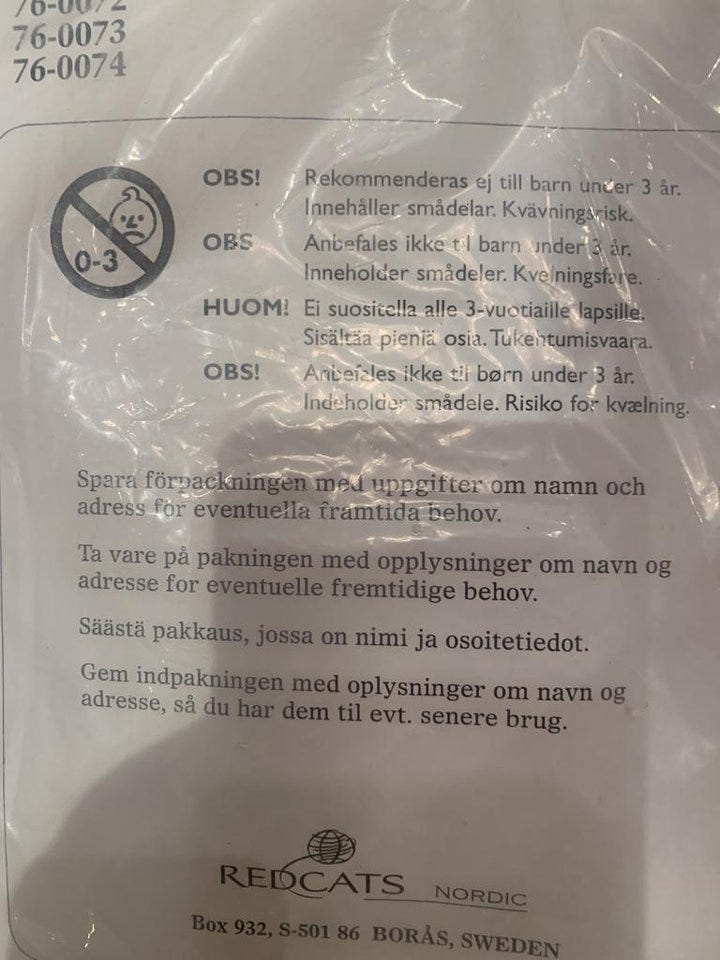 76-0072
76-0073
76-0074
0-3
OBS! Rekommenderas ej till barn under 3 år.
Innehåller smådelar. Kvävningsrisk.
OBS Anbefales ikke til barn under 3 år.
Inneholder smådeler. Kvelningsfare.
HUOM! Ei suositella alle 3-vuotiaille lapsille.
Sisältää pieniä osia. Tukehtumisvaara.
OBS! Anbefales ikke til børn under 3 år.
Indeholder smådele. Risiko for kvælning.
Spara förpackningen med uppgifter om namn och
adress för eventuella framtida behov.
Ta vare på pakningen med opplysninger om navn og
adresse for eventuelle fremtidige behov.
Säästä pakkaus, jossa on nimi ja osoitetiedot.
Gem indpakningen med oplysninger om navn og
adresse, så du har dem til evt. senere brug.
REDCATS NORDIC
Box 932, S-501 86 BORÅS, SWEDEN